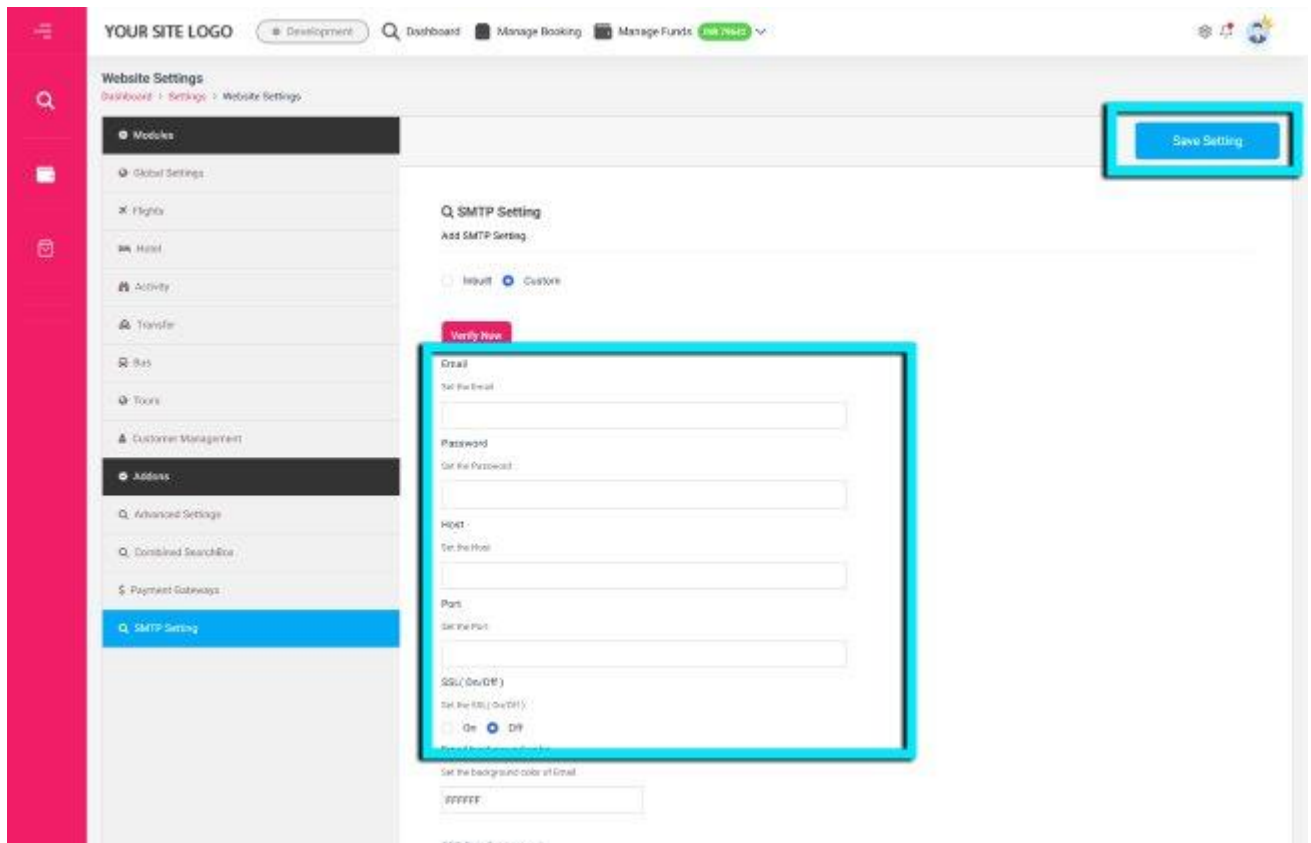 YOUR SITE LOGO
Development
Dashboard
Manage Booking
Manage Funds
Website Settings
Dashboard > Settings > Website Settings
Modules
Save Setting
Global Settings
Flights
Hotel
Activity
Transfer
Bus
Tours
Customer Management
Addons
Advanced Settings
Combined SearchBox
$ Payment Gateways
SMTP Setting
SMTP Setting
Add SMTP Setting
Inbuilt Custom
Verify Now
Email
Set the Email
Password
Set the Password
Host
Set the Host
Port
Set the Port
SSL( On/Off )
Set the SSL( On/Off )
On Off
Set the background color of Email
FFFFFF